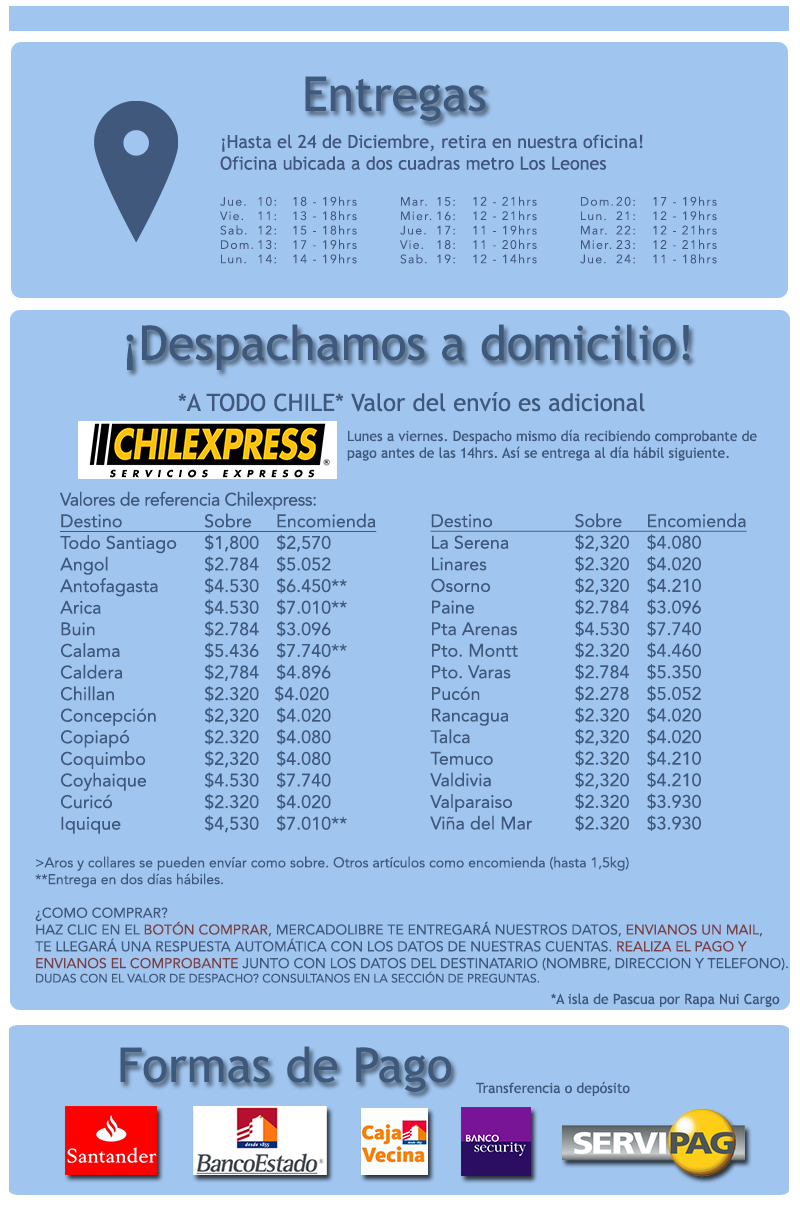 Entregas
¡Hasta el 24 de Diciembre, retira en nuestra oficina!
Oficina ubicada a dos cuadras metro Los Leones
Jue. 10: 18 - 19hrs
Vie. 11: 13 - 18hrs
Sab. 12: 15 - 18hrs
Dom. 13: 17 - 19hrs
Lun. 14: 14 - 19hrs
Mar. 15: 12 - 21hrs
Mier. 16: 12 - 21hrs
Jue. 17: 11 - 19hrs
Vie. 18: 11 - 20hrs
Sab. 19: 12 - 14hrs
Dom. 20: 17 - 19hrs
Lun. 21: 12 - 19hrs
Mar. 22: 12 - 21hrs
Mier. 23: 12 - 21hrs
Jue. 24: 11 - 18hrs
¡Despachamos a domicilio!
*A TODO CHILE* Valor del envío es adicional
CHILEXPRESS®
SERVICIOS EXPRESOS
Lunes a viernes. Despacho mismo día recibiendo comprobante de
pago antes de las 14hrs. Así se entrega al día hábil siguiente.
Valores de referencia Chilexpress:
Destino Sobre Encomienda
Todo Santiago $1,800 $2,570
Angol $2.784 $5.052
Antofagasta $4.530 $6.450**
Arica $4.530 $7.010**
Buin $2.784 $3.096
Calama $5.436 $7.740**
Caldera $2,784 $4.896
Chillan $2.320 $4.020
Concepción $2,320 $4.020
Copiapó $2.320 $4.080
Coquimbo $2,320 $4.080
Coyhaique $4.530 $7.740
Curicó $2.320 $4.020
Iquique $4,530 $7.010**
Destino Sobre Encomienda
La Serena $2,320 $4.080
Linares $2.320 $4.020
Osorno $2,320 $4.210
Paine $2.784 $3.096
Pta Arenas $4.530 $7.740
Pto. Montt $2.320 $4.460
Pto. Varas $2.784 $5.350
Pucón $2.278 $5.052
Rancagua $2.320 $4.020
Talca $2,320 $4.020
Temuco $2.320 $4.210
Valdivia $2,320 $4.210
Valparaiso $2.320 $3.930
Viña del Mar $2.320 $3.930
>Aros y collares se pueden envíar como sobre. Otros artículos como encomienda (hasta 1,5kg)
**Entrega en dos días hábiles.
¿COMO COMPRAR?
HAZ CLIC EN EL BOTÓN COMPRAR, MERCADOLIBRE TE ENTREGARÁ NUESTROS DATOS, ENVIANOS UN MAIL,
TE LLEGARÁ UNA RESPUESTA AUTOMÁTICA CON LOS DATOS DE NUESTRAS CUENTAS. REALIZA EL PAGO Y
ENVIANOS EL COMPROBANTE JUNTO CON LOS DATOS DEL DESTINATARIO (NOMBRE, DIRECCION Y TELEFONO).
DUDAS CON EL VALOR DE DESPACHO? CONSULTANOS EN LA SECCIÓN DE PREGUNTAS.
*A isla de Pascua por Rapa Nui Cargo
Formas de Pago
Transferencia o depósito
Santander
desde 1855
BancoEstado®
Caja
Vecina
BANCO
security
SERVIPAG